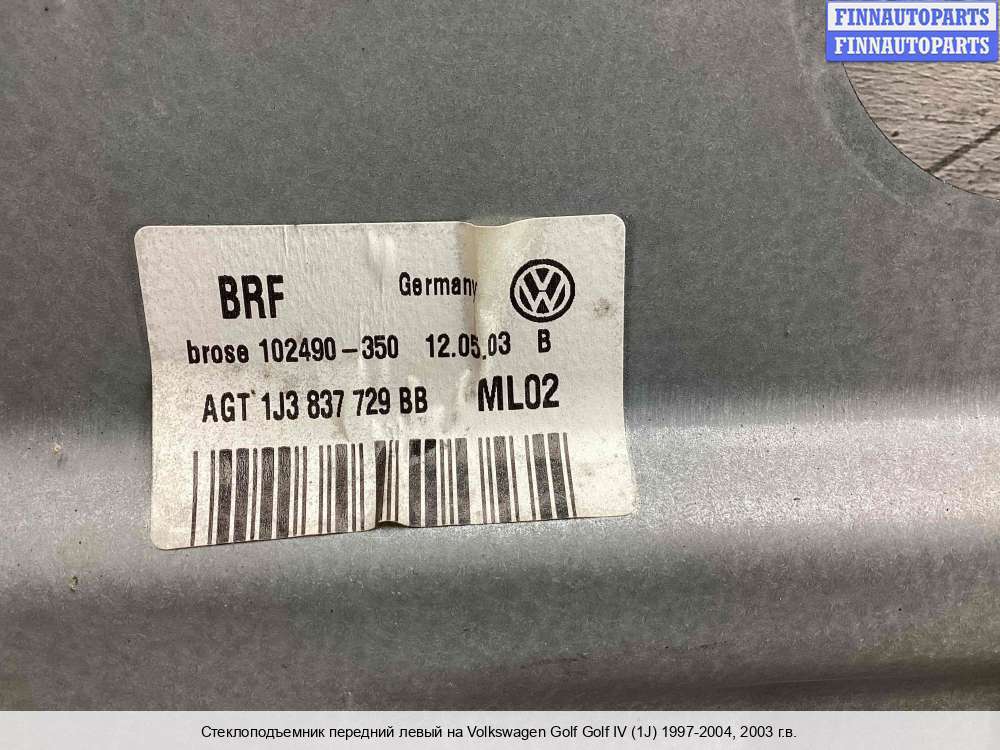 FINNAUTOPARTS
FINNAUTOPARTS
BRF Germany
brose 102490-350 12.05.03 B
AGT 1J3 837 729 BB ML02
Стеклоподъемник передний левый на Volkswagen Golf Golf IV (1J) 1997-2004, 2003 г.в.